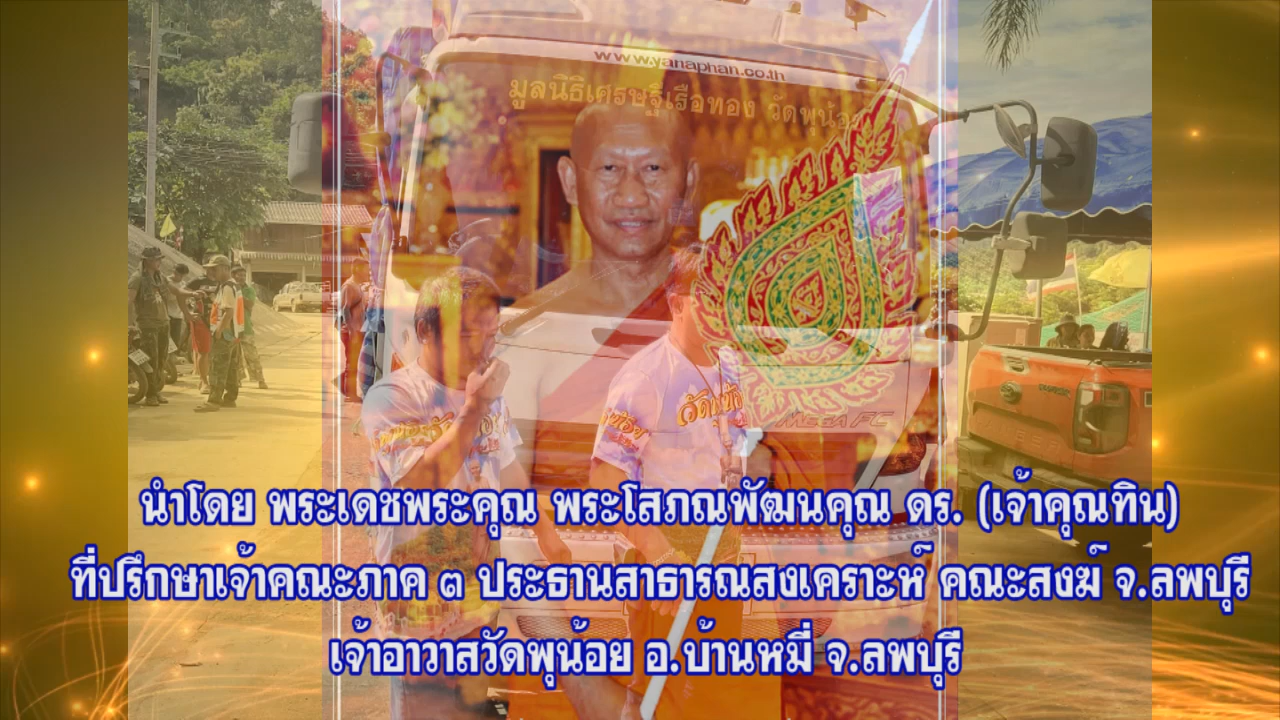 www.yanaphan.co.th
มูลนิธิเศรษฐีเรือทอง วัดพุน้อ
MEGA FC
นำโดย พระเดชพระคุณ พระโสภณพัฒนคุณ ดร. (เจ้าคุณทิน)
ที่ปรึกษาเจ้าคณะภาค ๓ ประธานสาธารณสงเคราะห์ คณะสงฆ์ จ.ลพบุรี
เจ้าอาวาสวัดพุน้อย อ.บ้านหมี่ จ.ลพบุรี